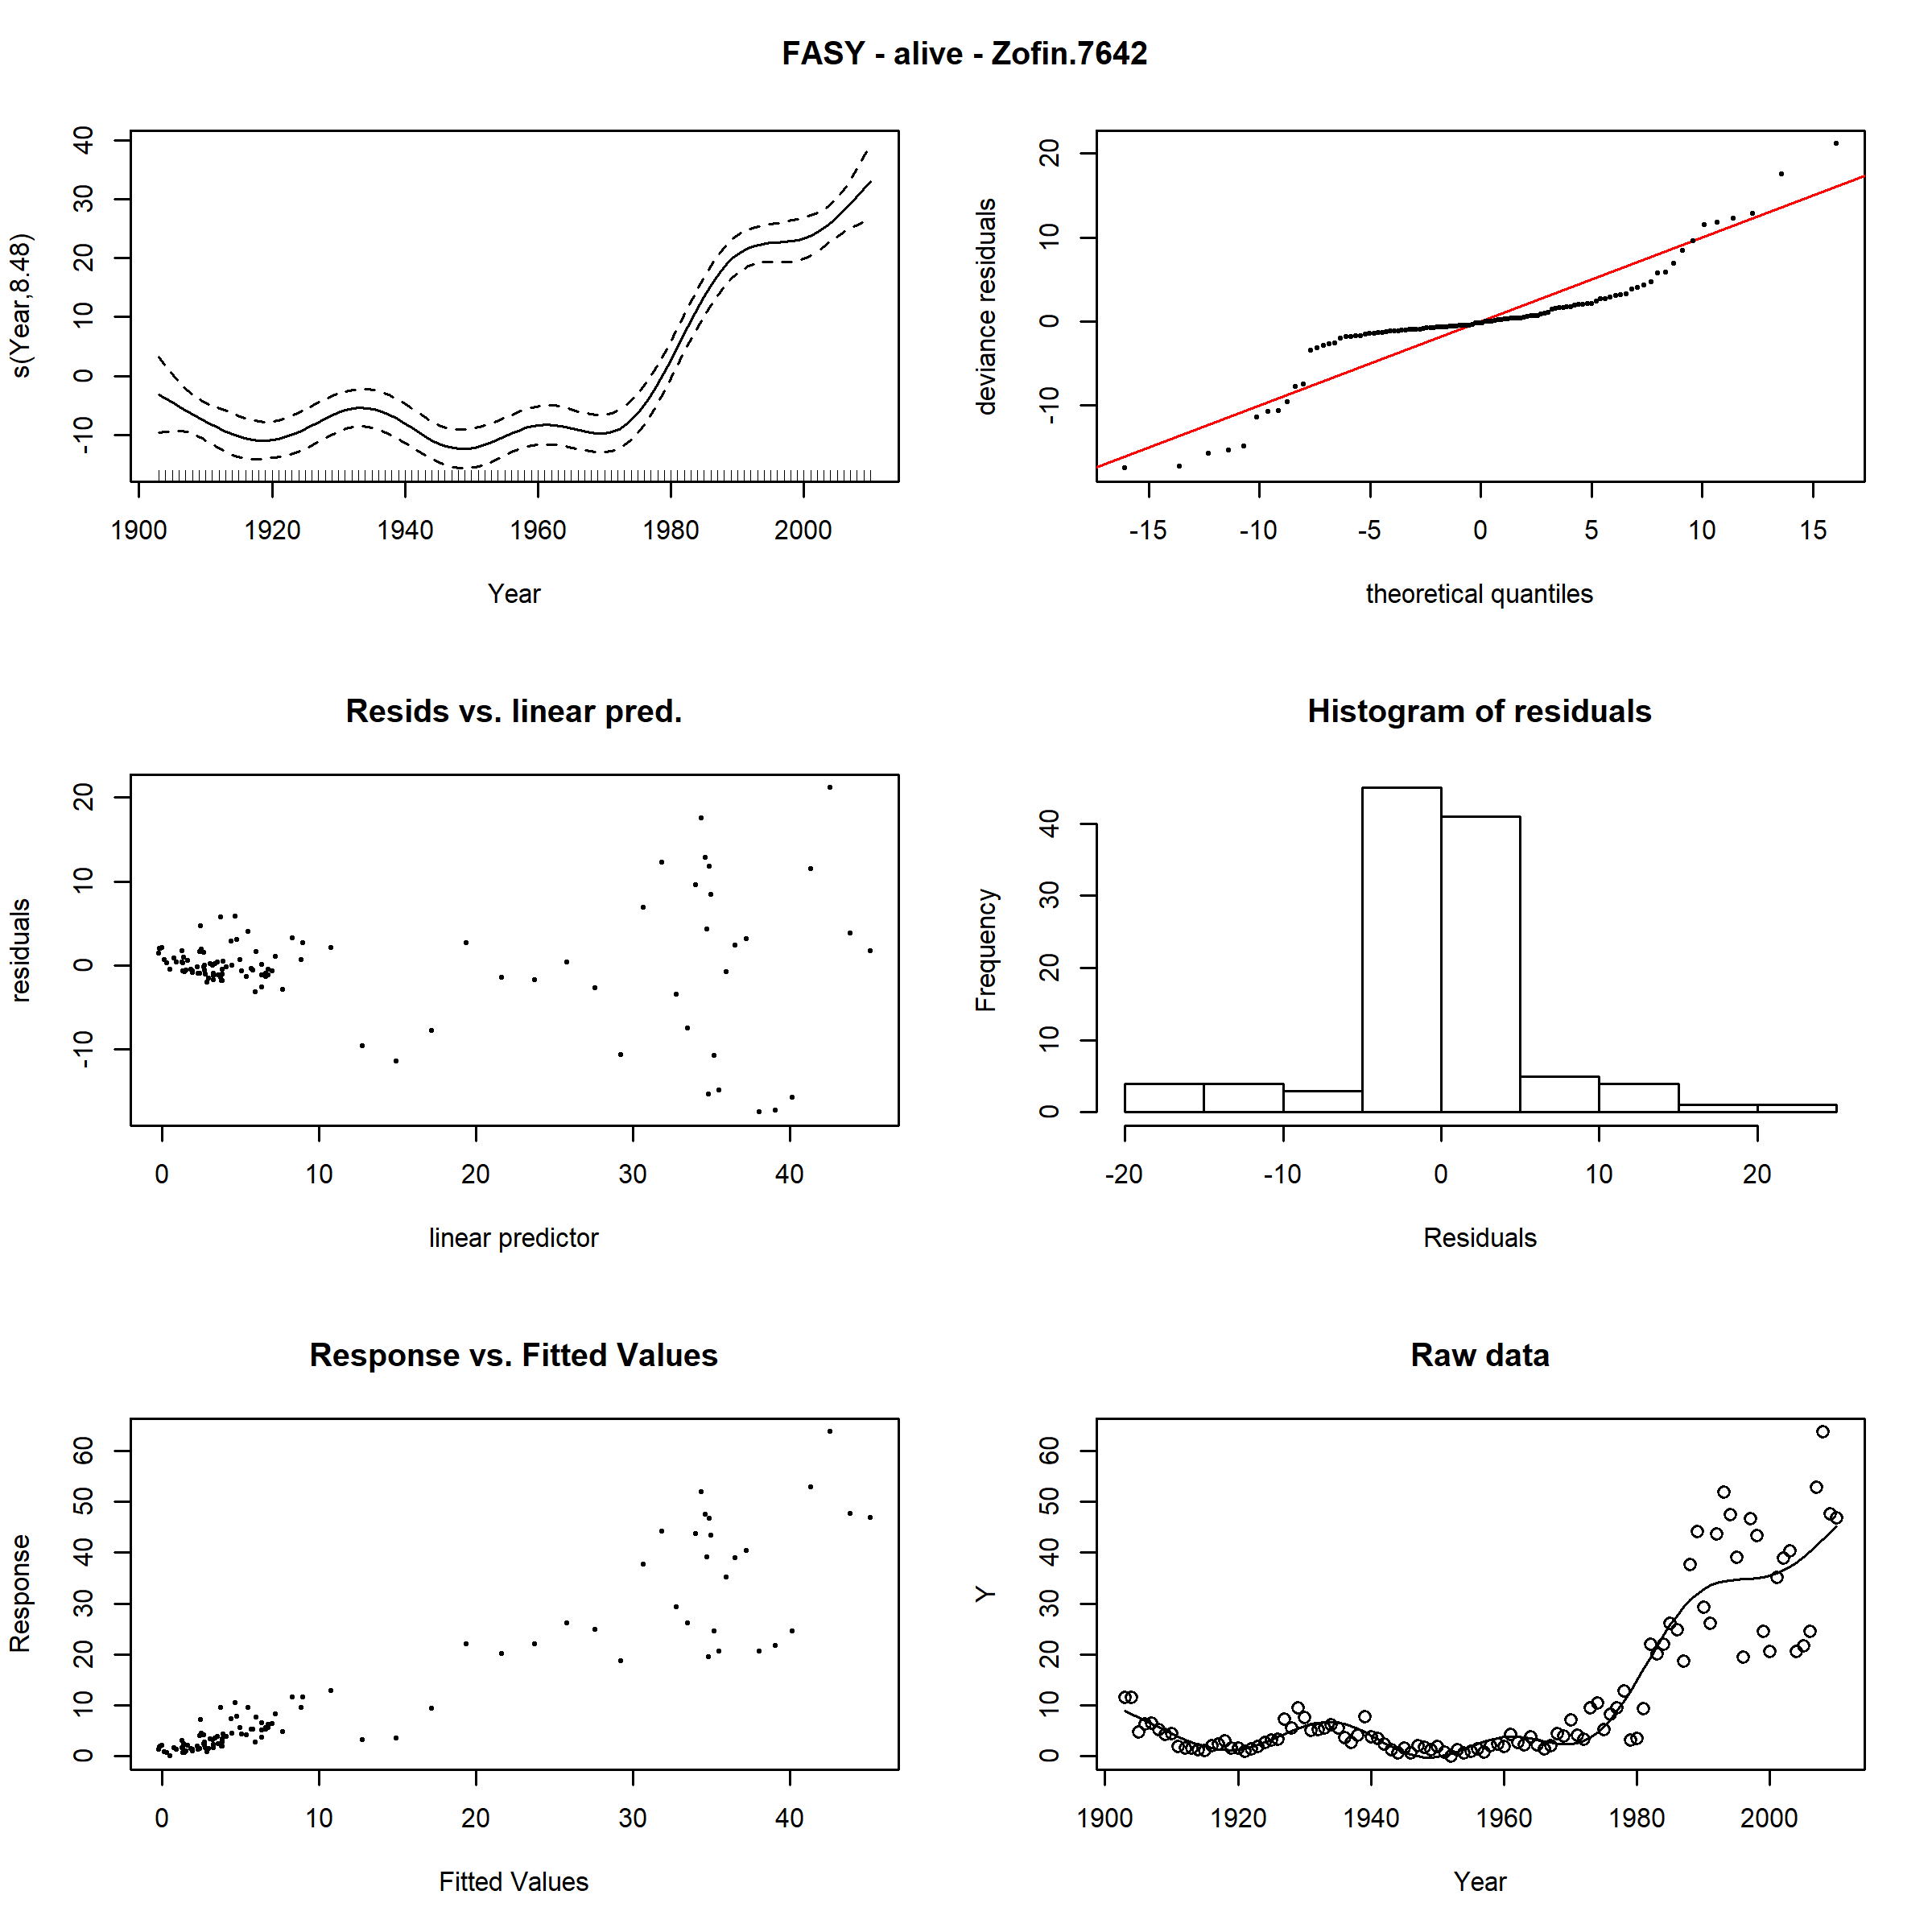 FASY - alive - Zofin.7642
s(Year,8.48)
40
30
20
10
0
-10
1900 1920 1940 1960 1980 2000
Year
deviance residuals
20
10
0
-10
-15 -10 -5 0 5 10 15
theoretical quantiles
Resids vs. linear pred.
residuals
20
10
0
-10
0 10 20 30 40
linear predictor
Histogram of residuals
Frequency
40
30
20
10
0
-20 -10 0 10 20
Residuals
Response vs. Fitted Values
Response
60
50
40
30
20
10
0
0 10 20 30 40
Fitted Values
Raw data
Y
60
50
40
30
20
10
0
1900 1920 1940 1960 1980 2000
Year